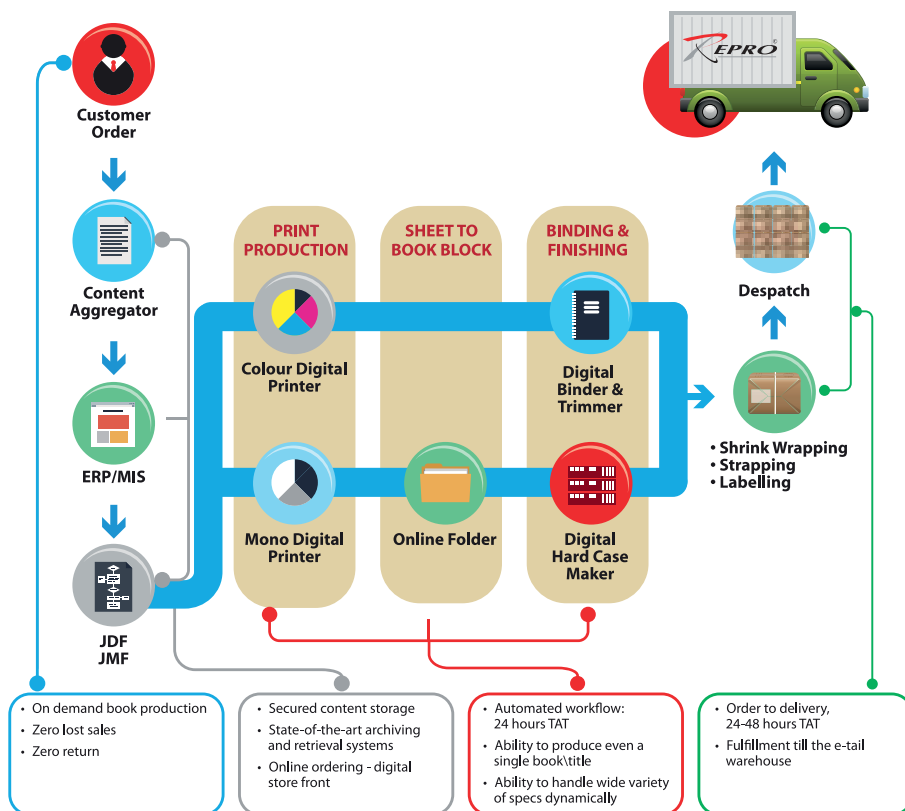 REPRO®
Customer
Order
Content
Aggregator
ERP/MIS
JDF
JMF
PRINT
PRODUCTION
Colour Digital
Printer
Mono Digital
Printer
SHEET TO
BOOK BLOCK
Online Folder
BINDING &
FINISHING
Digital
Binder &
Trimmer
Digital
Hard Case
Maker
Despatch
• Shrink Wrapping
• Strapping
• Labelling
• On demand book production
• Zero lost sales
• Zero return
• Secured content storage
• State-of-the-art archiving
and retrieval systems
• Online ordering - digital
store front
• Automated workflow:
24 hours TAT
• Ability to produce even a
single book\title
• Ability to handle wide variety
of specs dynamically
• Order to delivery,
24-48 hours TAT
• Fulfillment till the e-tail
warehouse